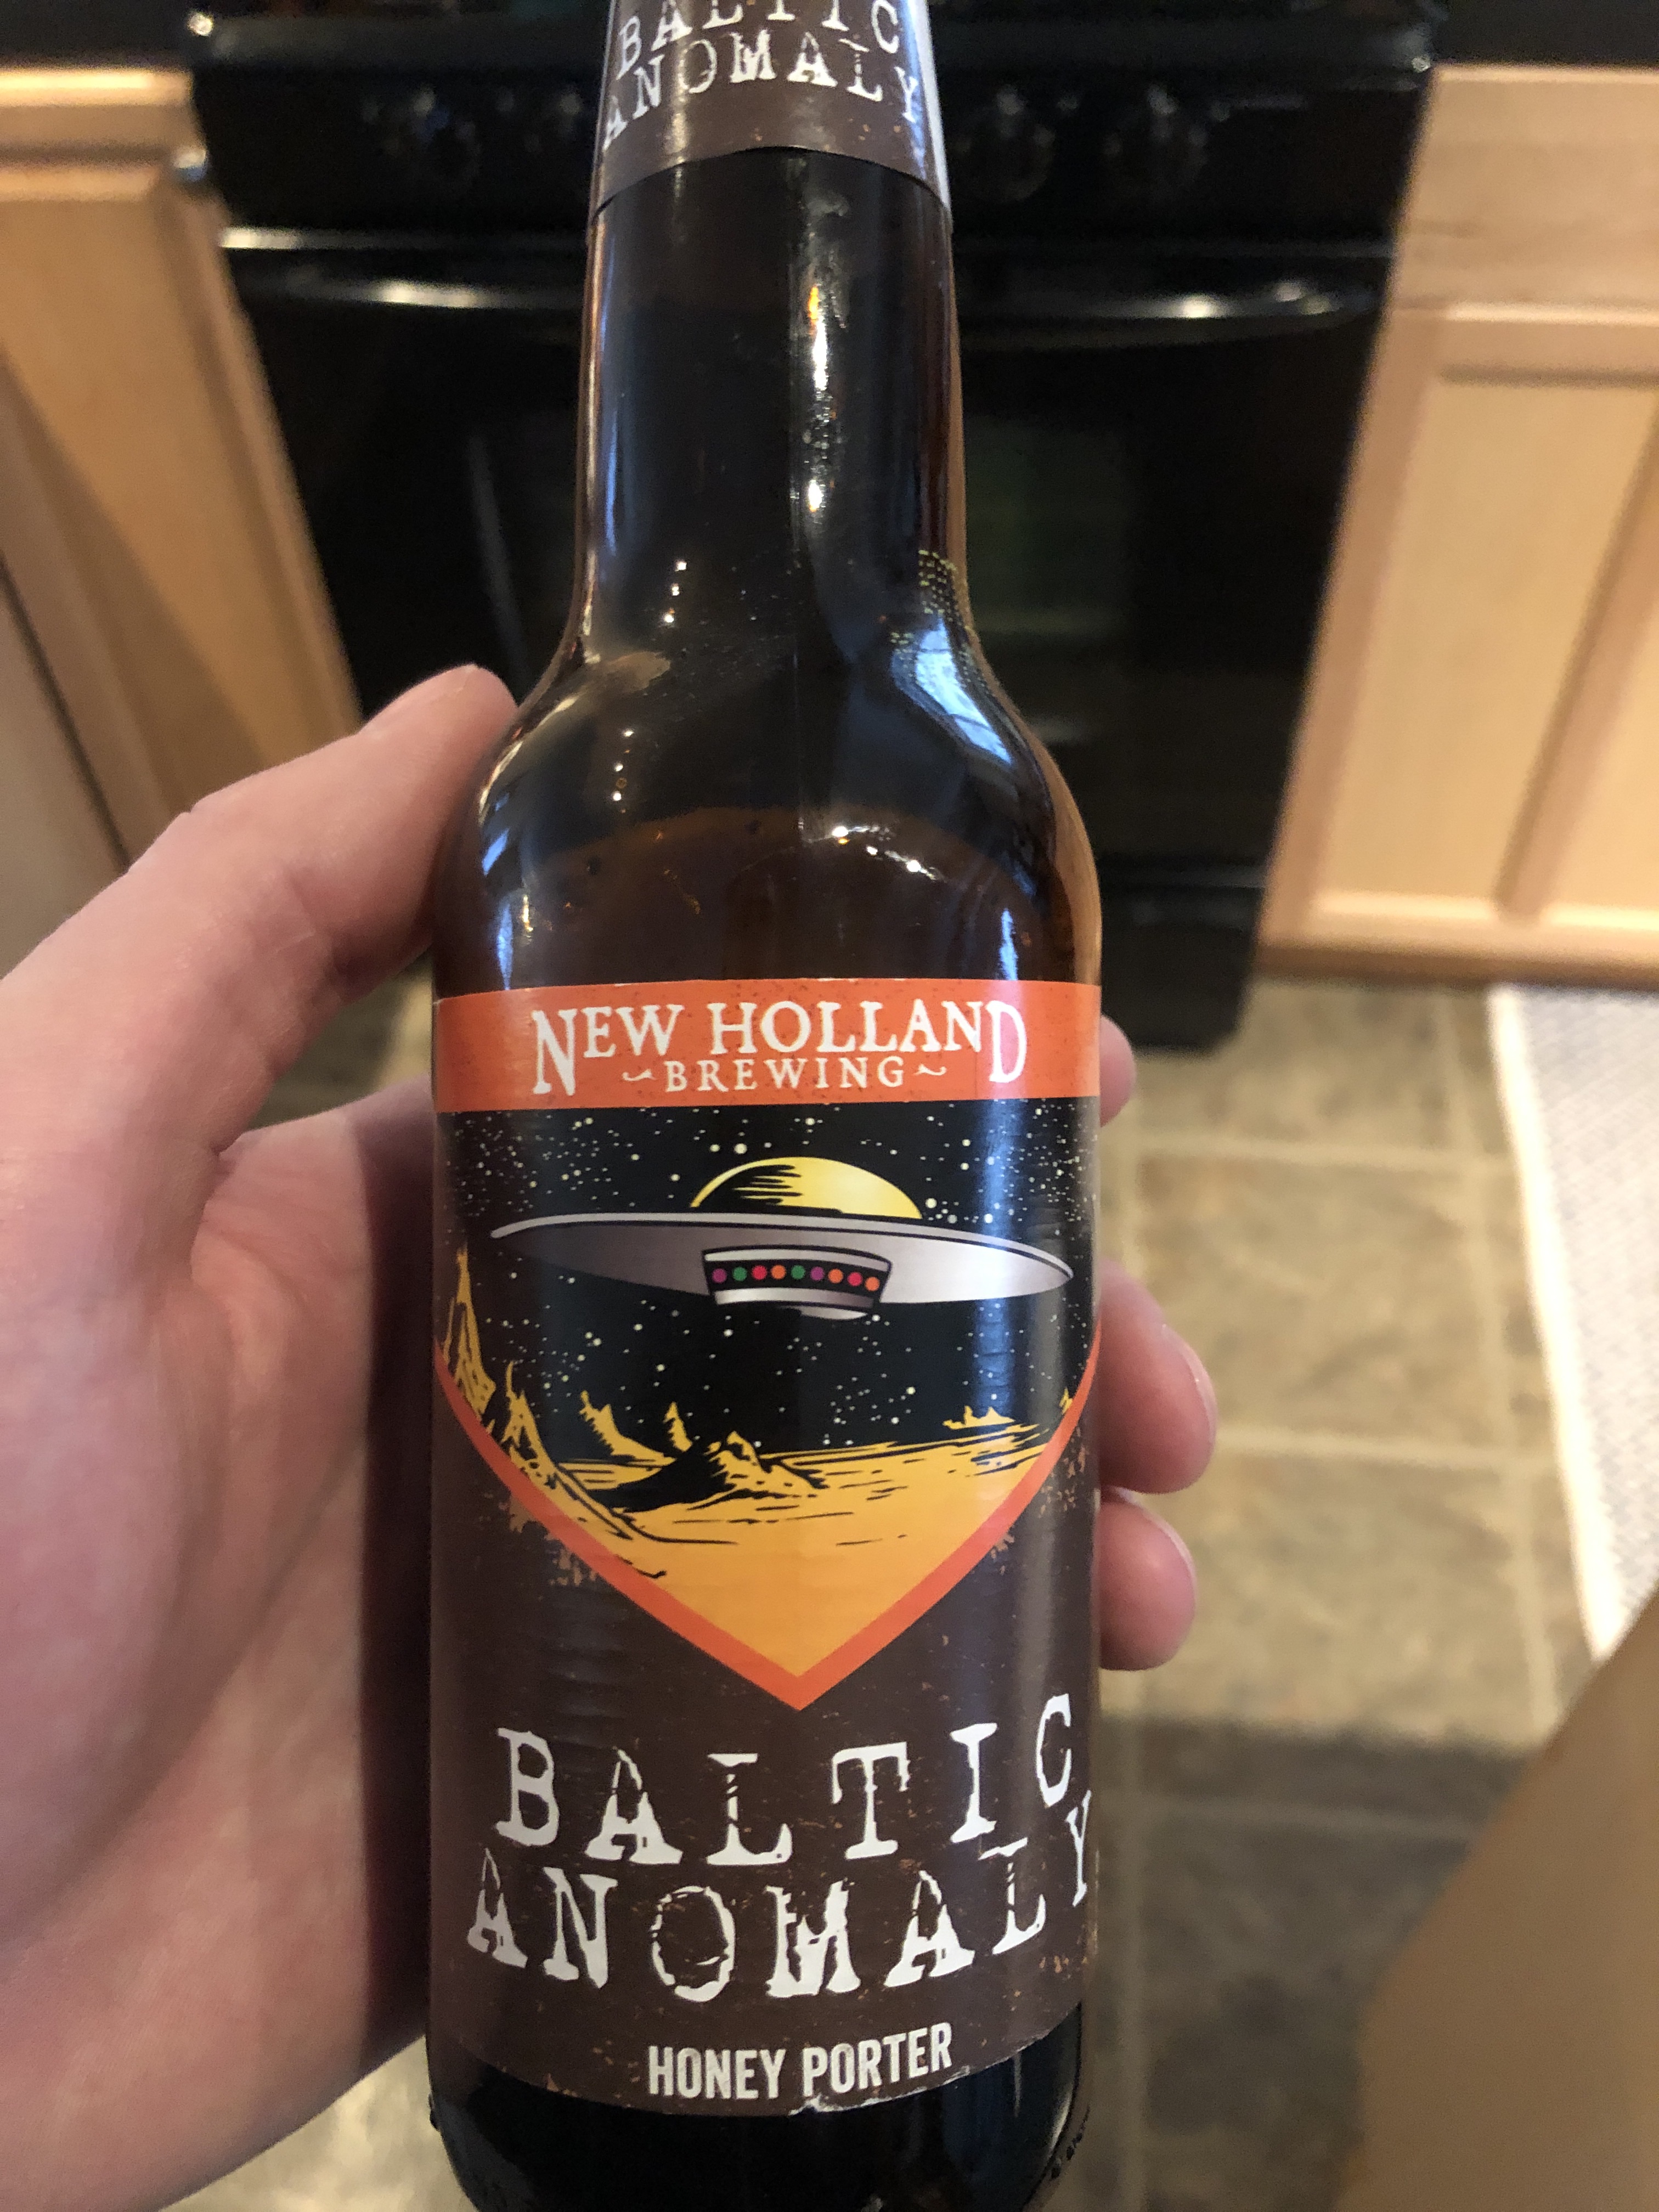 BALTIC
ANOMALY
NEW HOLLAND
~BREWING~
BALTIC
ANOMALY
HONEY PORTER